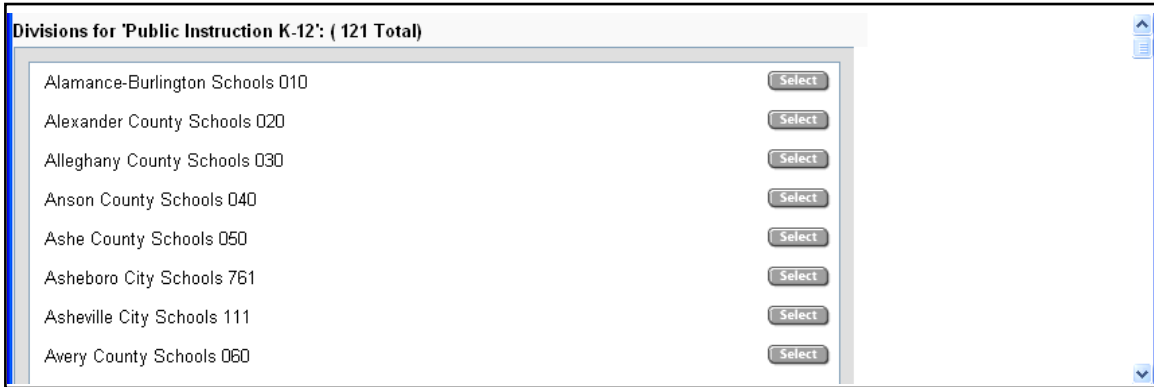 Divisions for 'Public Instruction K-12': ( 121 Total)
Alamance-Burlington Schools 010 Select
Alexander County Schools 020 Select
Alleghany County Schools 030 Select
Anson County Schools 040 Select
Ashe County Schools 050 Select
Asheboro City Schools 761 Select
Asheville City Schools 111 Select
Avery County Schools 060 Select